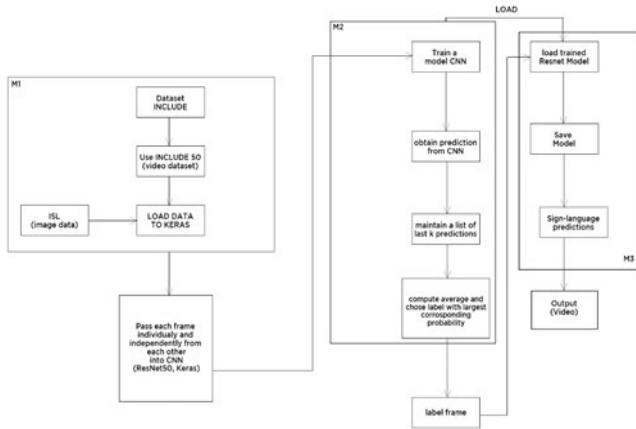 LOAD
M2
Train a
model CNN
load trained
Resnet Model
M1
Dataset
INCLUDE
Use INCLUDE 50
(video dataset)
obtain prediction
from CNN
Save
Model
ISL
(image data)
LOAD DATA
TO KERAS
maintain a list of
last k predictions
Sign-language
predictions
M3
Pass each frame
individualy and
independently from
each other
into CNN
(ResNet50, Keras)
compute average and
chose label with largest
corrosponding
probability
Output
(Video)
label frame